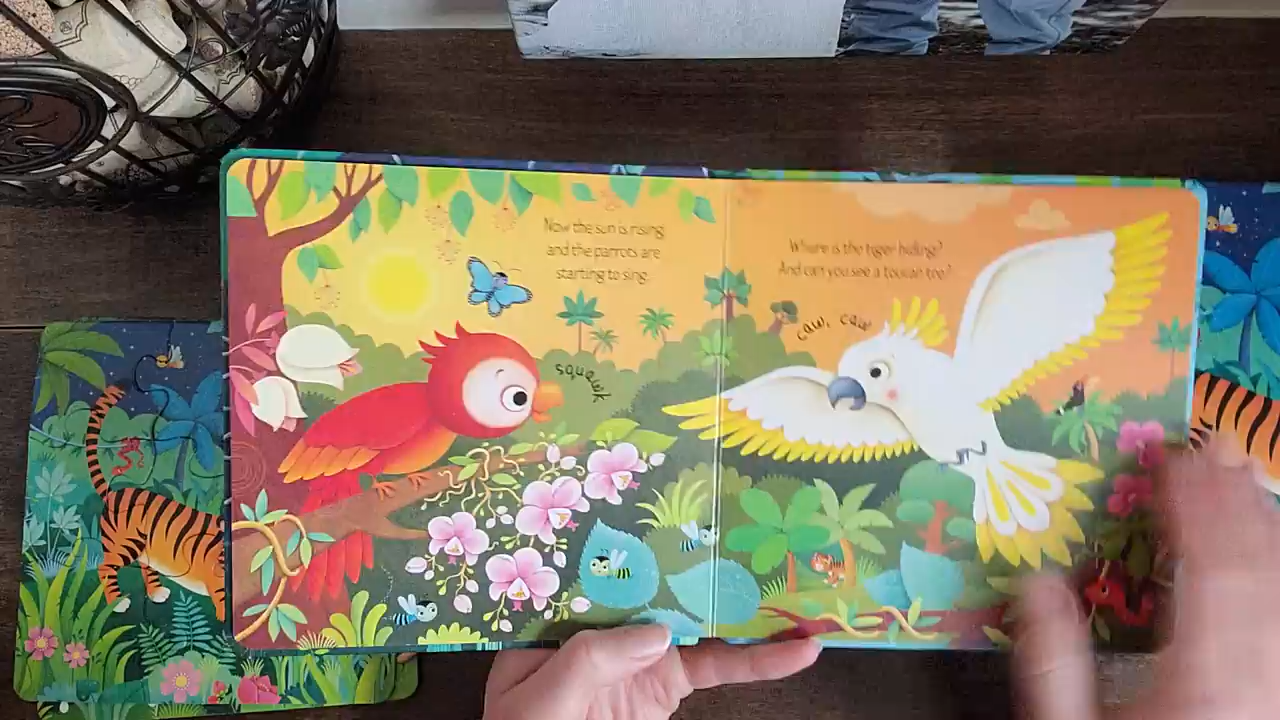 Now the sun is rising
and the parrots are
starting to sing.
squawk
Where is the tiger hiding?
And can you see a toucan too?
caw, caw